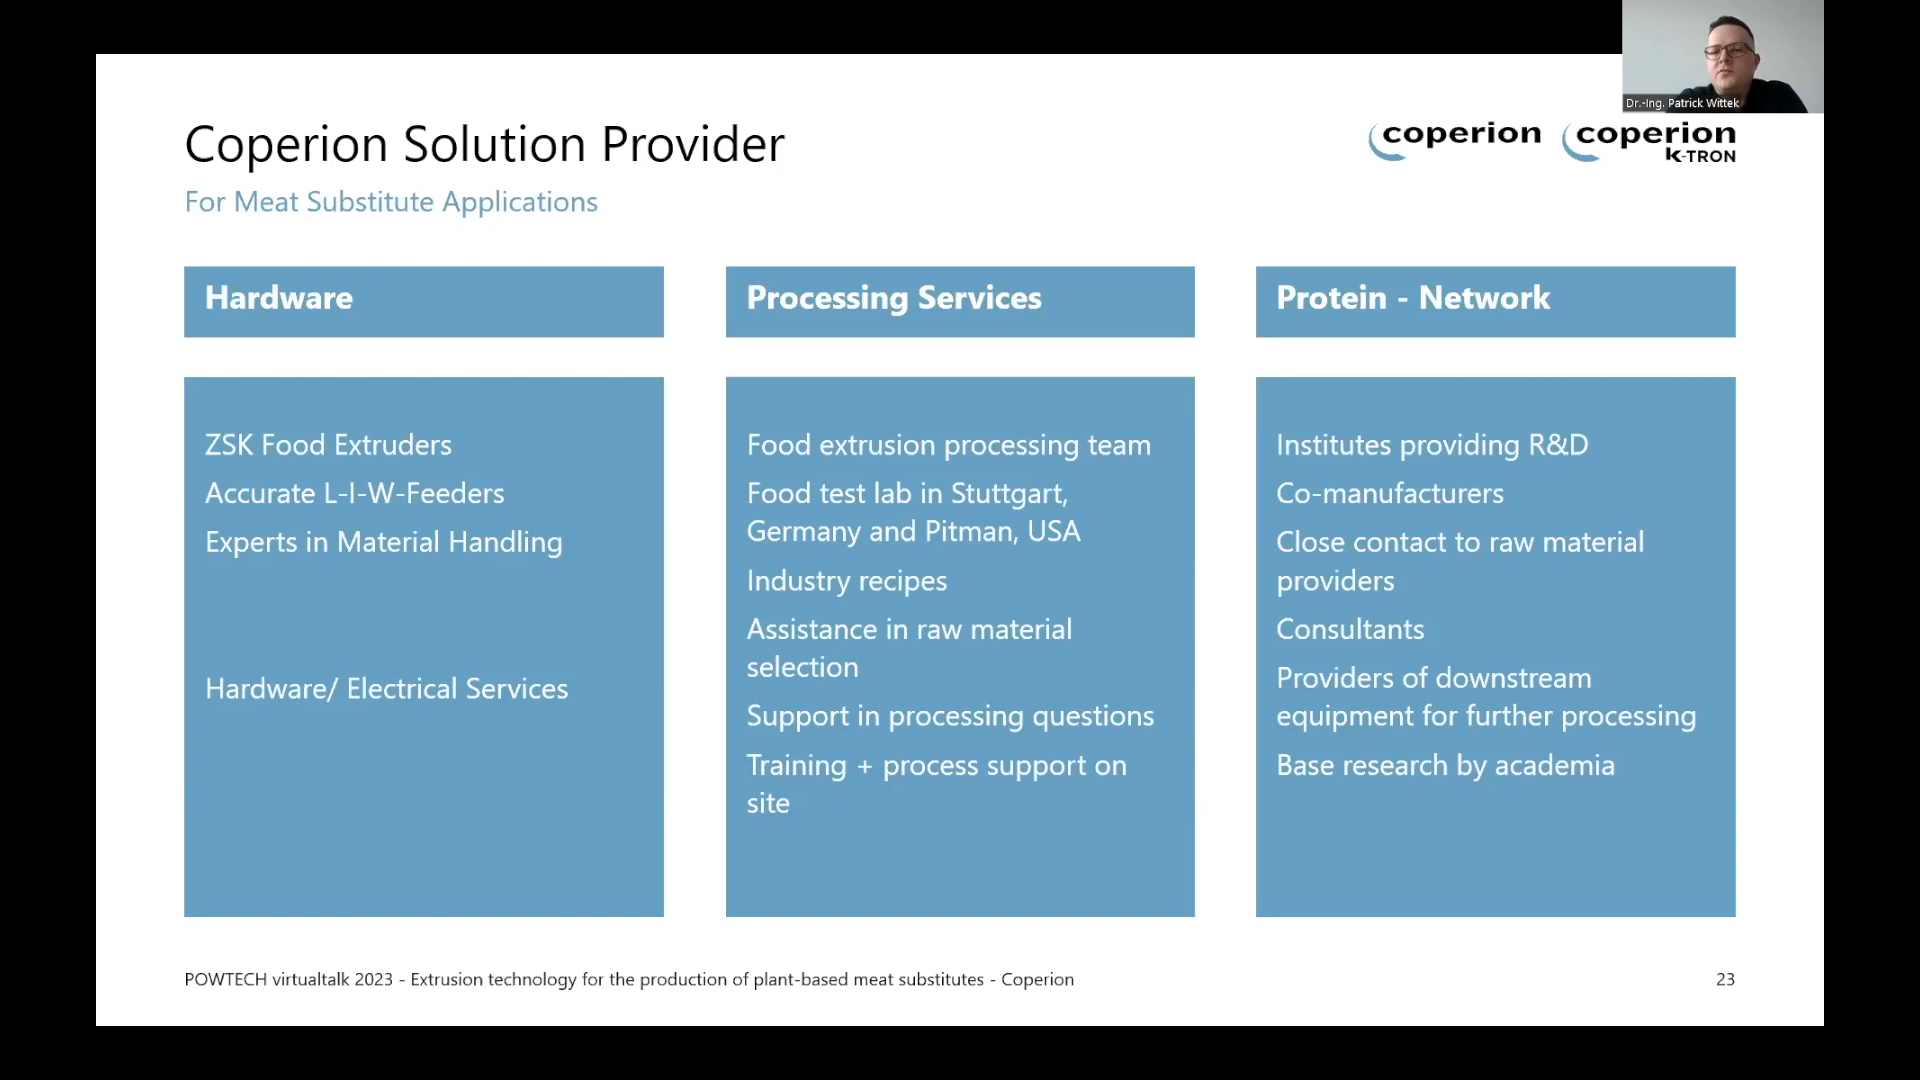 Dr.-Ing. Patrick Wittek
Coperion Solution Provider
coperion
coperion
K-TRON
For Meat Substitute Applications
Hardware
ZSK Food Extruders
Accurate L-I-W-Feeders
Experts in Material Handling
Hardware/ Electrical Services
Processing Services
Food extrusion processing team
Food test lab in Stuttgart,
Germany and Pitman, USA
Industry recipes
Assistance in raw material
selection
Support in processing questions
Training + process support on
site
Protein - Network
Institutes providing R&D
Co-manufacturers
Close contact to raw material
providers
Consultants
Providers of downstream
equipment for further processing
Base research by academia
POWTECH virtualtalk 2023 - Extrusion technology for the production of plant-based meat substitutes - Coperion
23